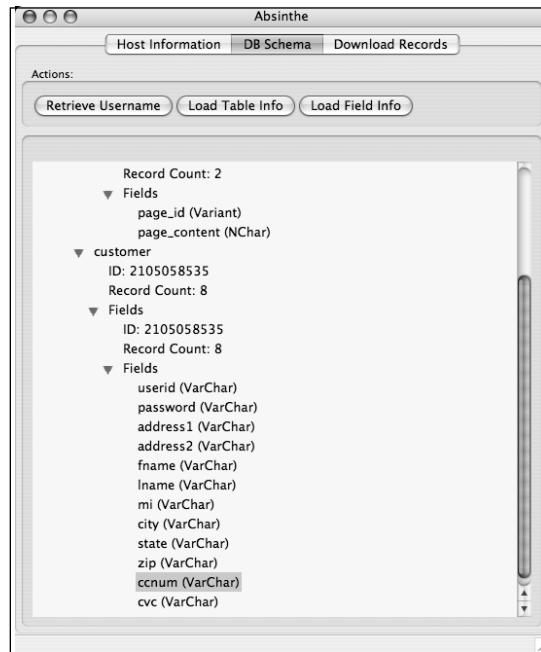 Absinthe
Host Information DB Schema Download Records
Actions:
Retrieve Username Load Table Info Load Field Info
Record Count: 2
Fields
page_id (Variant)
page_content (NChar)
customer
ID: 2105058535
Record Count: 8
Fields
ID: 2105058535
Record Count: 8
Fields
userid (VarChar)
password (VarChar)
address1 (VarChar)
address2 (VarChar)
fname (VarChar)
lname (VarChar)
mi (VarChar)
city (VarChar)
state (VarChar)
zip (VarChar)
ccnum (VarChar)
cvc (VarChar)